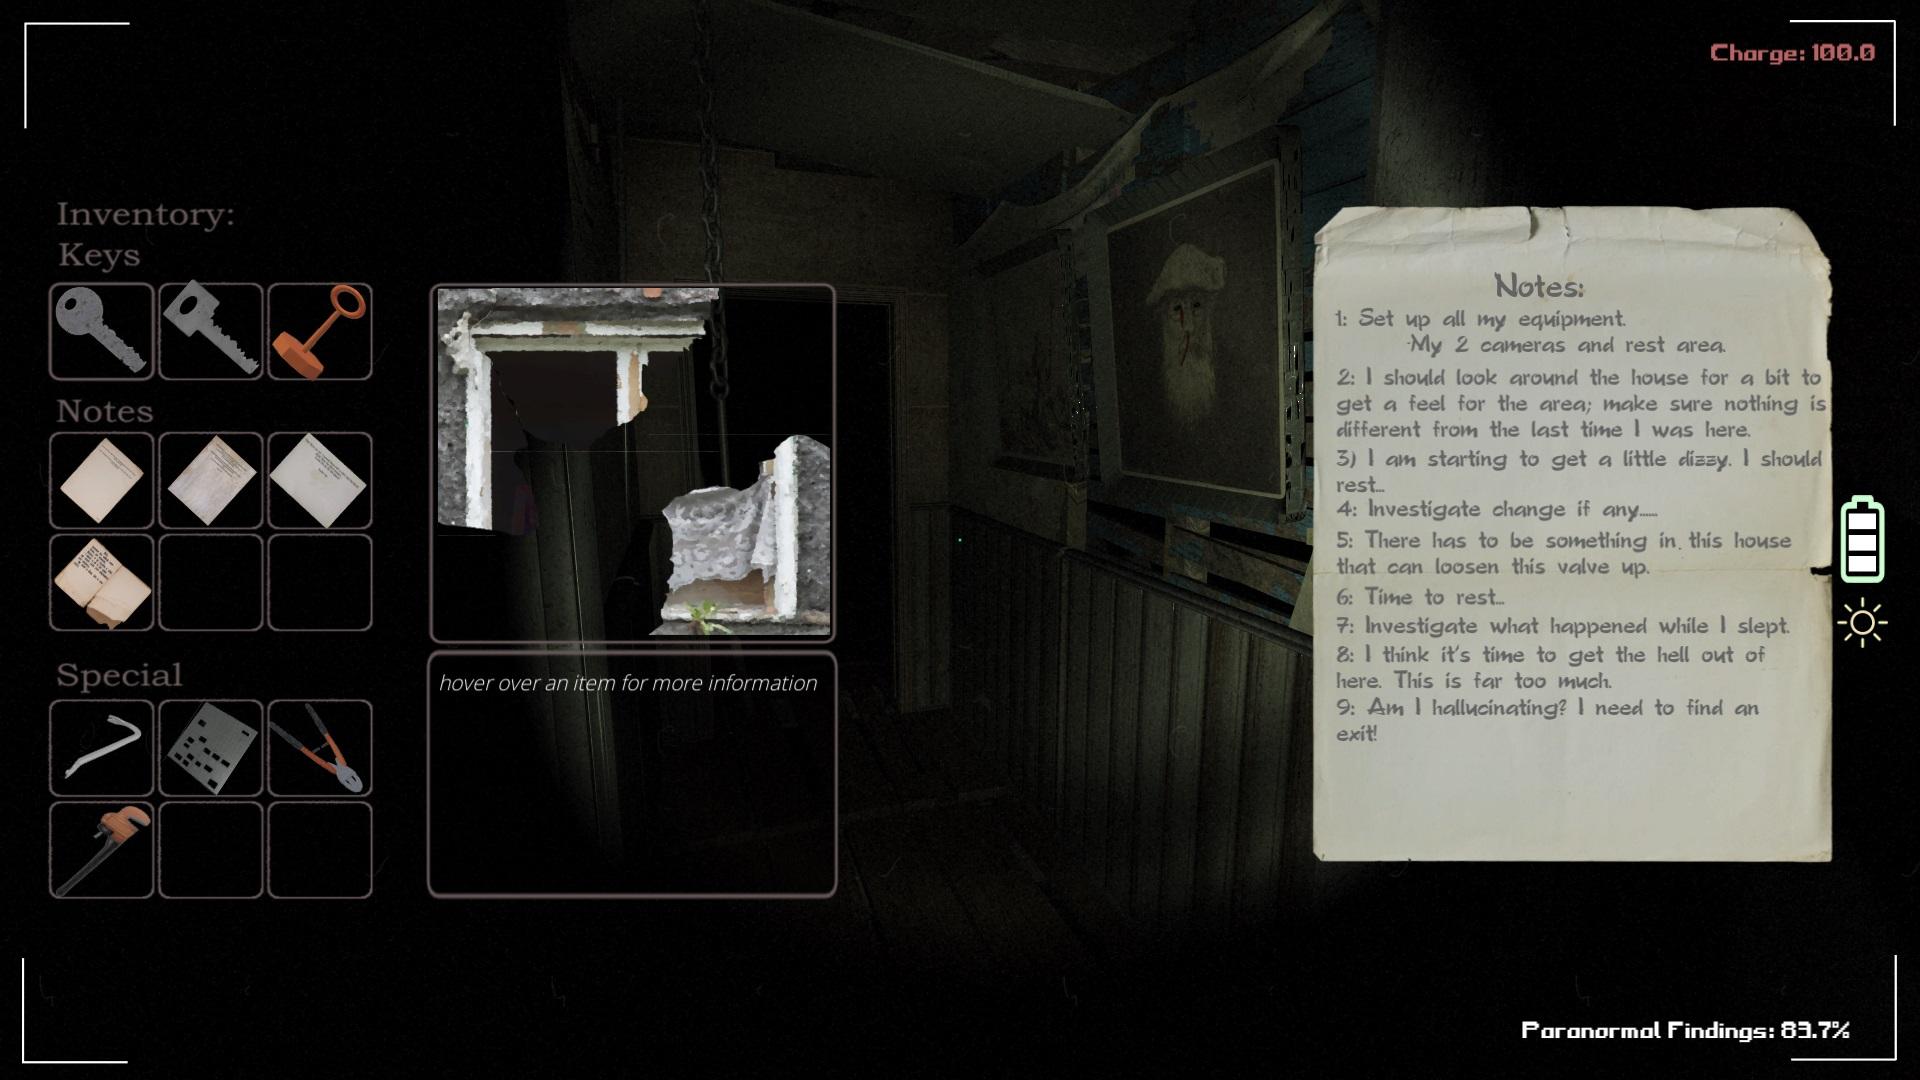 Charge: 100.0
Inventory:
Keys
Notes
Special
hover over an item for more information
Notes:
1: Set up all my equipment.
-My 2 cameras and rest area.
2: I should look around the house for a bit to
get a feel for the area; make sure nothing is
different from the last time I was here.
3) I am starting to get a little dizzy. I should
rest...
4: Investigate change if any......
5: There has to be something in this house
that can loosen this valve up.
6: Time to rest...
7: Investigate what happened while I slept.
8: I think it's time to get the hell out of
here. This is far too much.
9: Am I hallucinating? I need to find an
exit!
Paranormal Findings: 83.7%